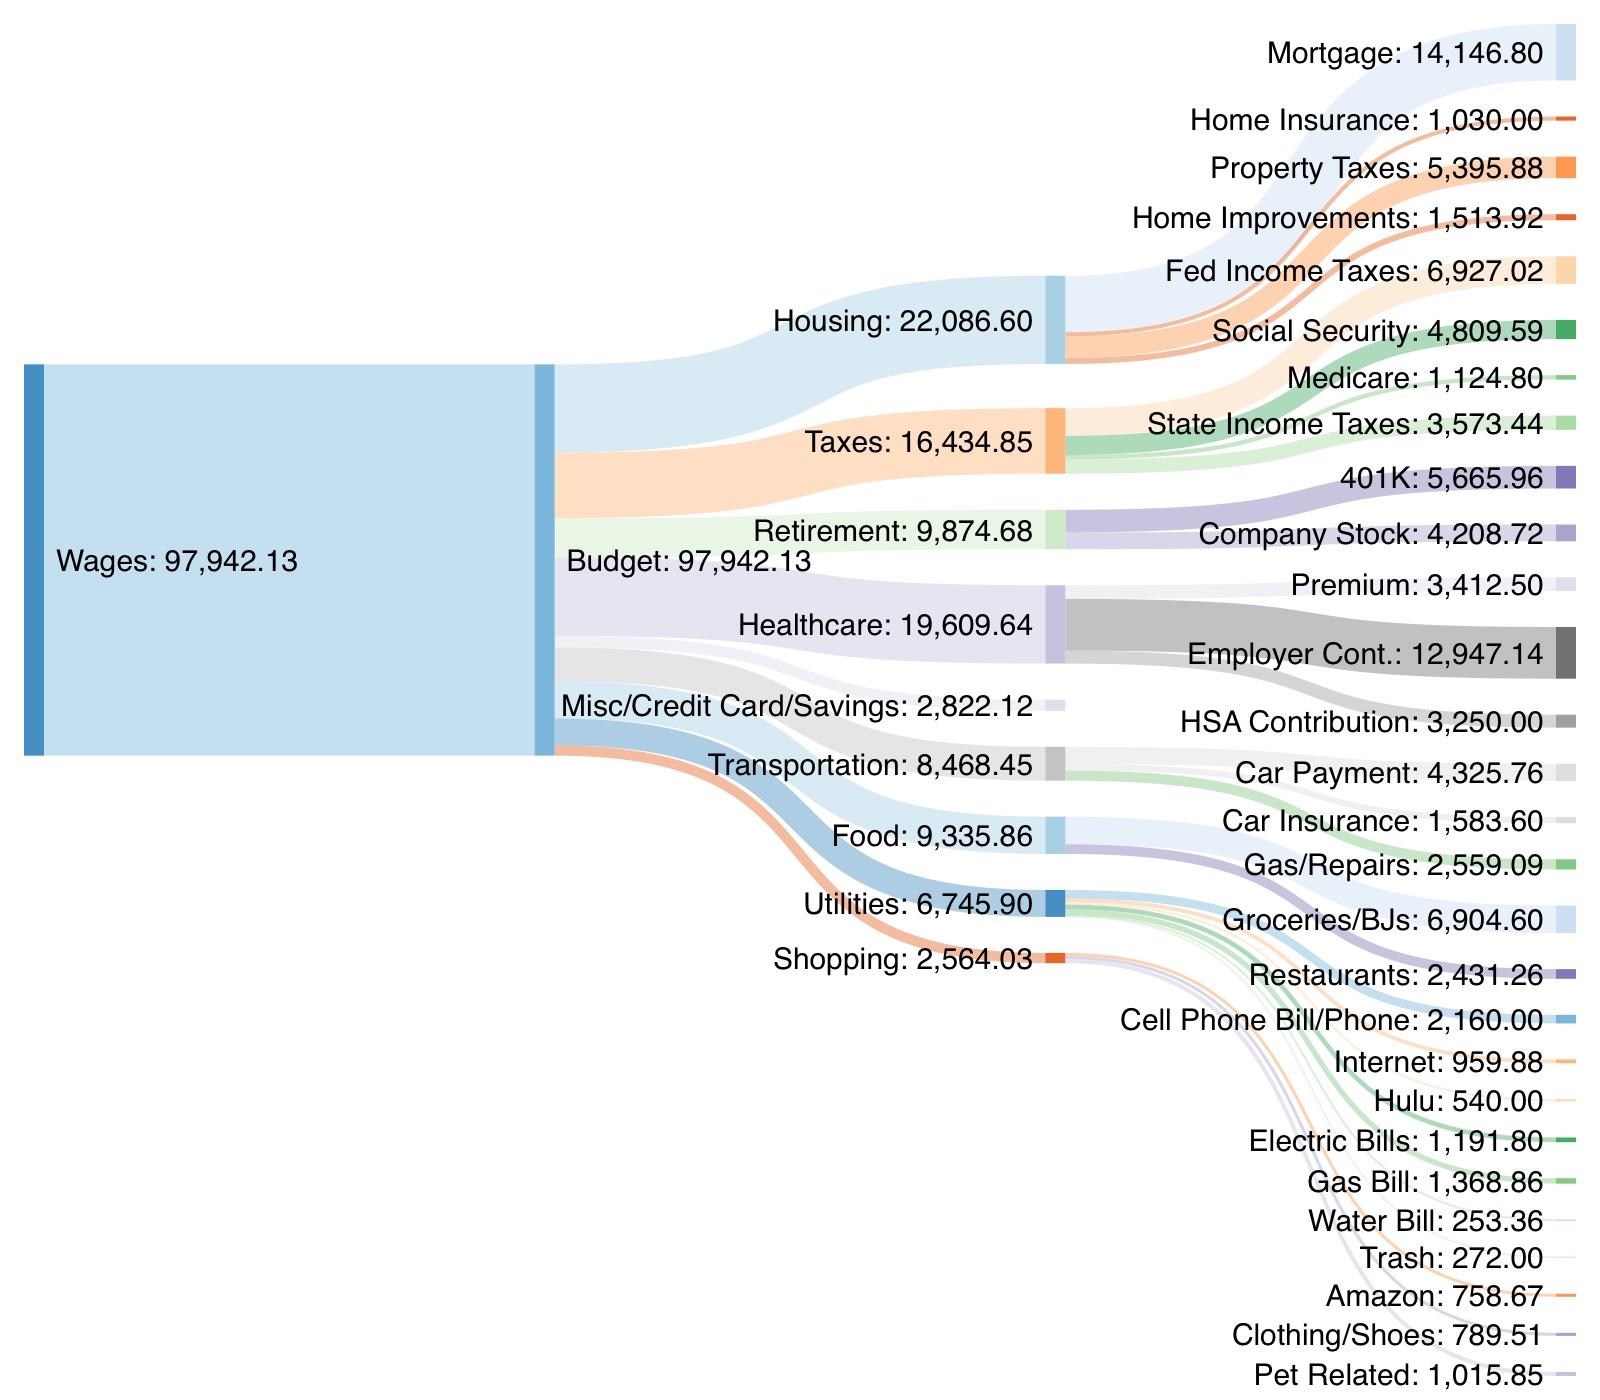 Wages: 97,942.13
Budget: 97,942.13
Housing: 22,086.60
Taxes: 16,434.85
Retirement: 9,874.68
Healthcare: 19,609.64
Misc/Credit Card/Savings: 2,822.12
Transportation: 8,468.45
Food: 9,335.86
Utilities: 6,745.90
Shopping: 2,564.03
Mortgage: 14,146.80
Home Insurance: 1,030.00
Property Taxes: 5,395.88
Home Improvements: 1,513.92
Fed Income Taxes: 6,927.02
Social Security: 4,809.59
Medicare: 1,124.80
State Income Taxes: 3,573.44
401K: 5,665.96
Company Stock: 4,208.72
Premium: 3,412.50
Employer Cont.: 12,947.14
HSA Contribution: 3,250.00
Car Payment: 4,325.76
Car Insurance: 1,583.60
Gas/Repairs: 2,559.09
Groceries/BJs: 6,904.60
Restaurants: 2,431.26
Cell Phone Bill/Phone: 2,160.00
Internet: 959.88
Hulu: 540.00
Electric Bills: 1,191.80
Gas Bill: 1,368.86
Water Bill: 253.36
Trash: 272.00
Amazon: 758.67
Clothing/Shoes: 789.51
Pet Related: 1,015.85